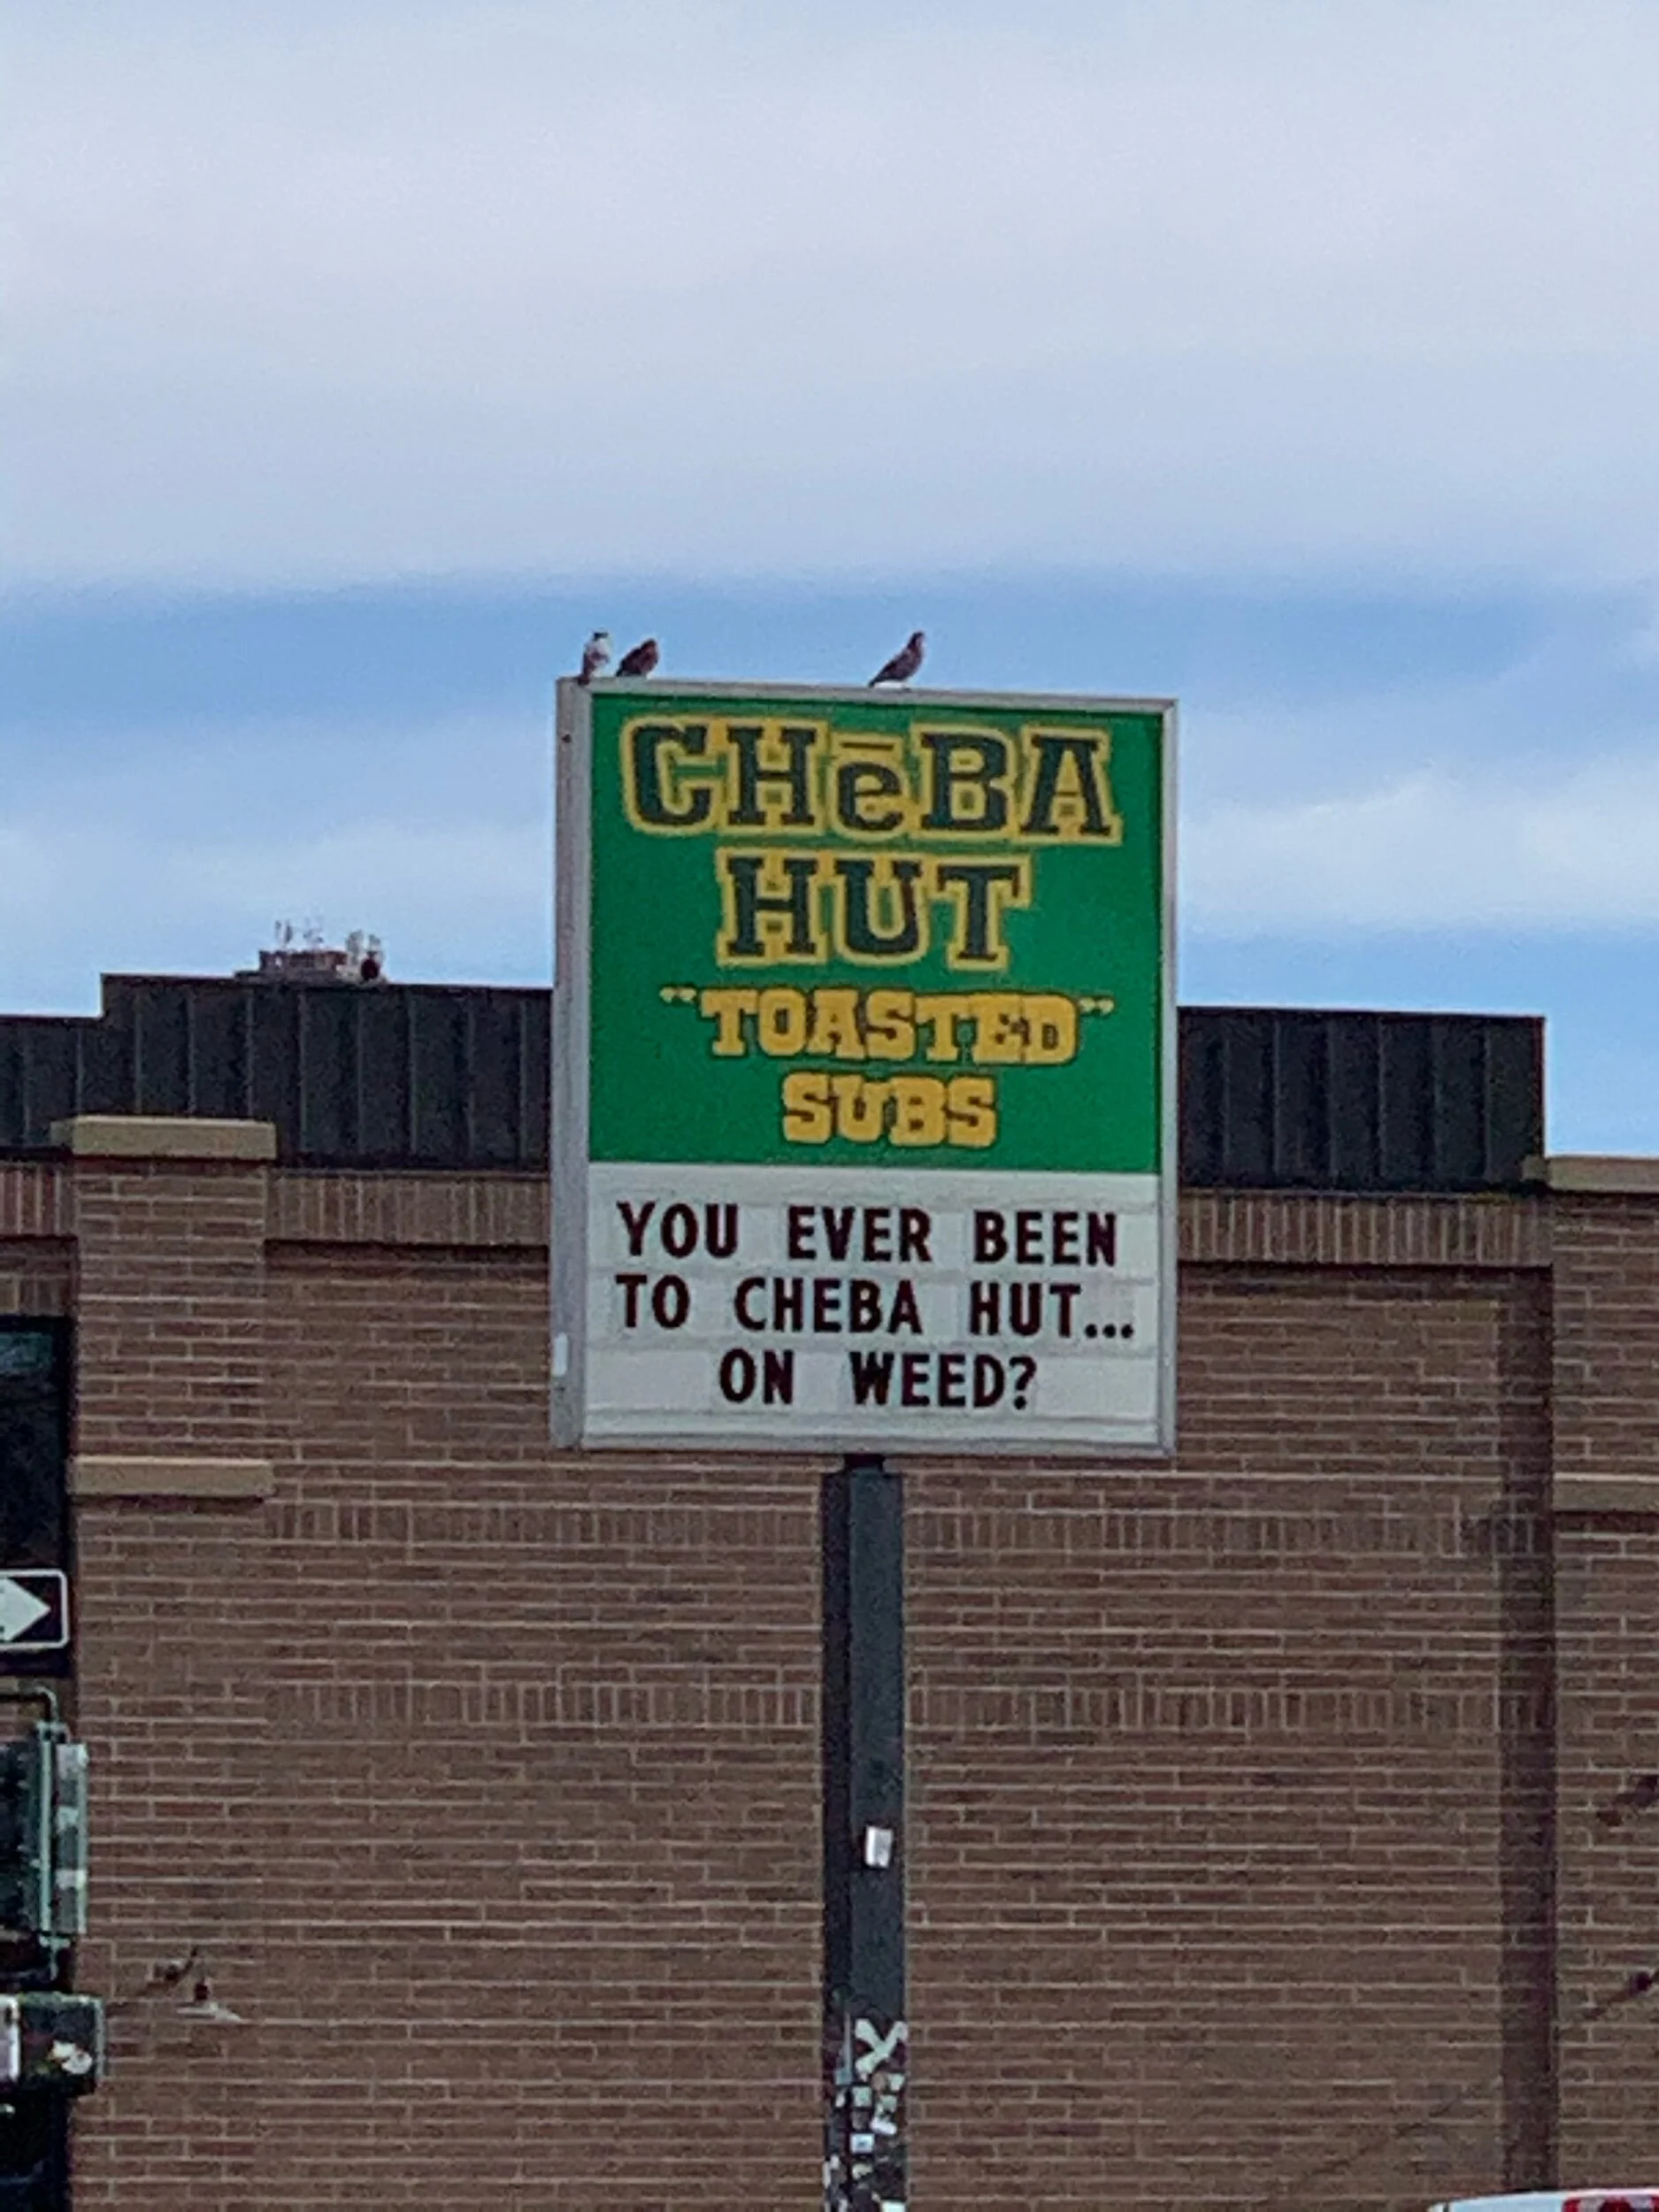 CHēBA
HUT
"TOASTED"
SUBS
YOU EVER BEEN
TO CHEBA HUT...
ON WEED?